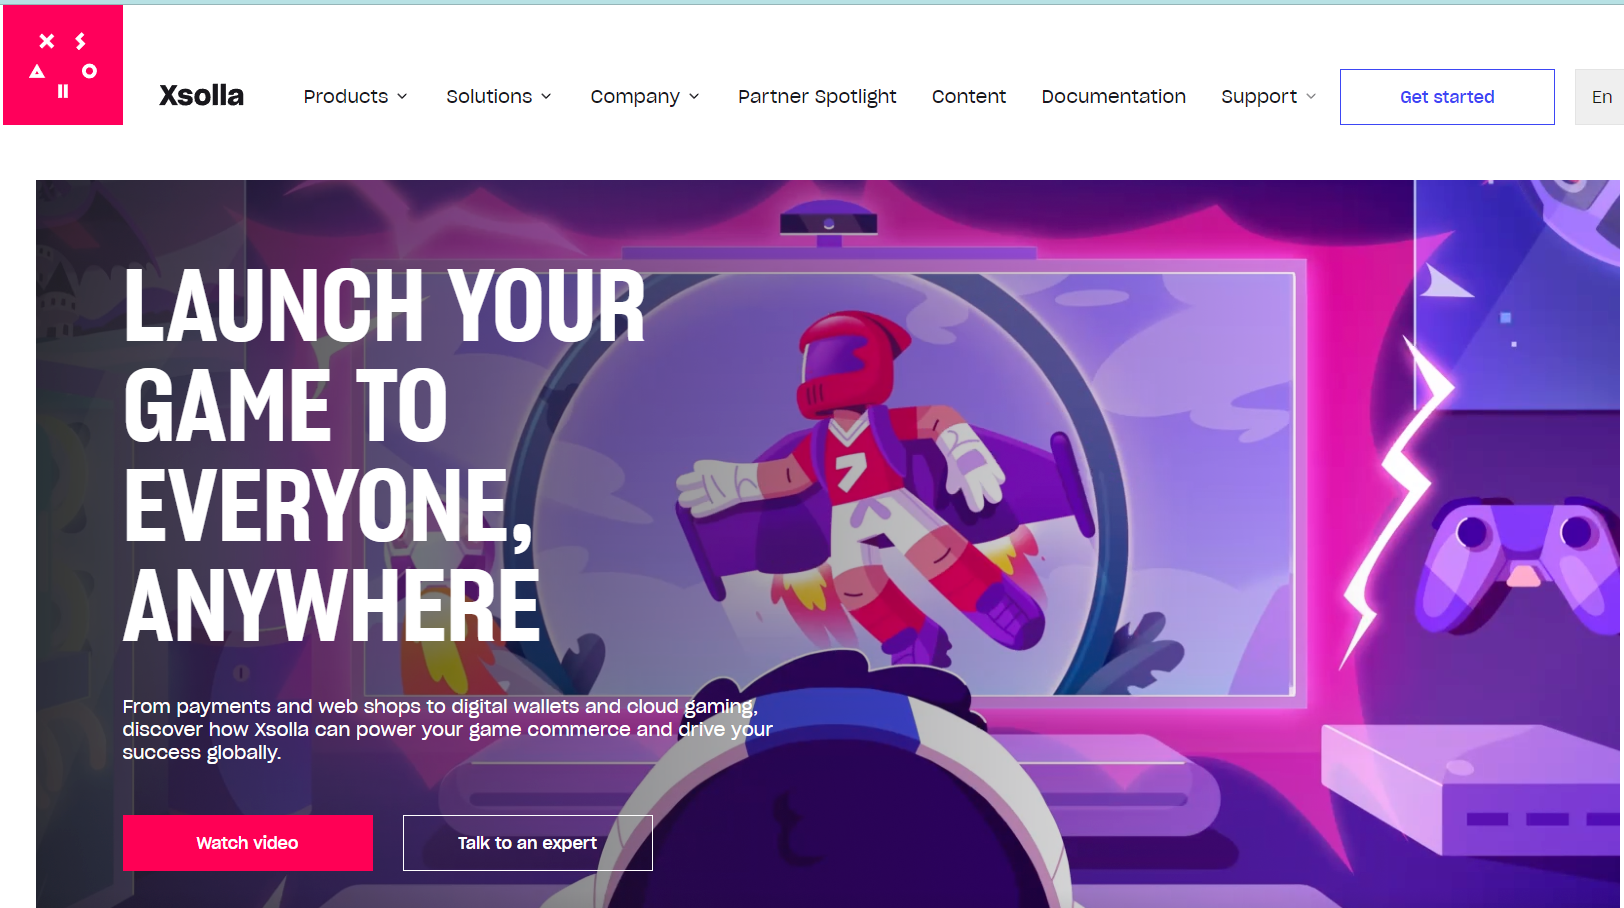 Xsolla
Products
Solutions
Company
Partner Spotlight
Content
Documentation
Support
Get started
En
LAUNCH YOUR
GAME TO
EVERYONE,
ANYWHERE
From payments and web shops to digital wallets and cloud gaming,
discover how Xsolla can power your game commerce and drive your
success globally.
Watch video
Talk to an expert
7